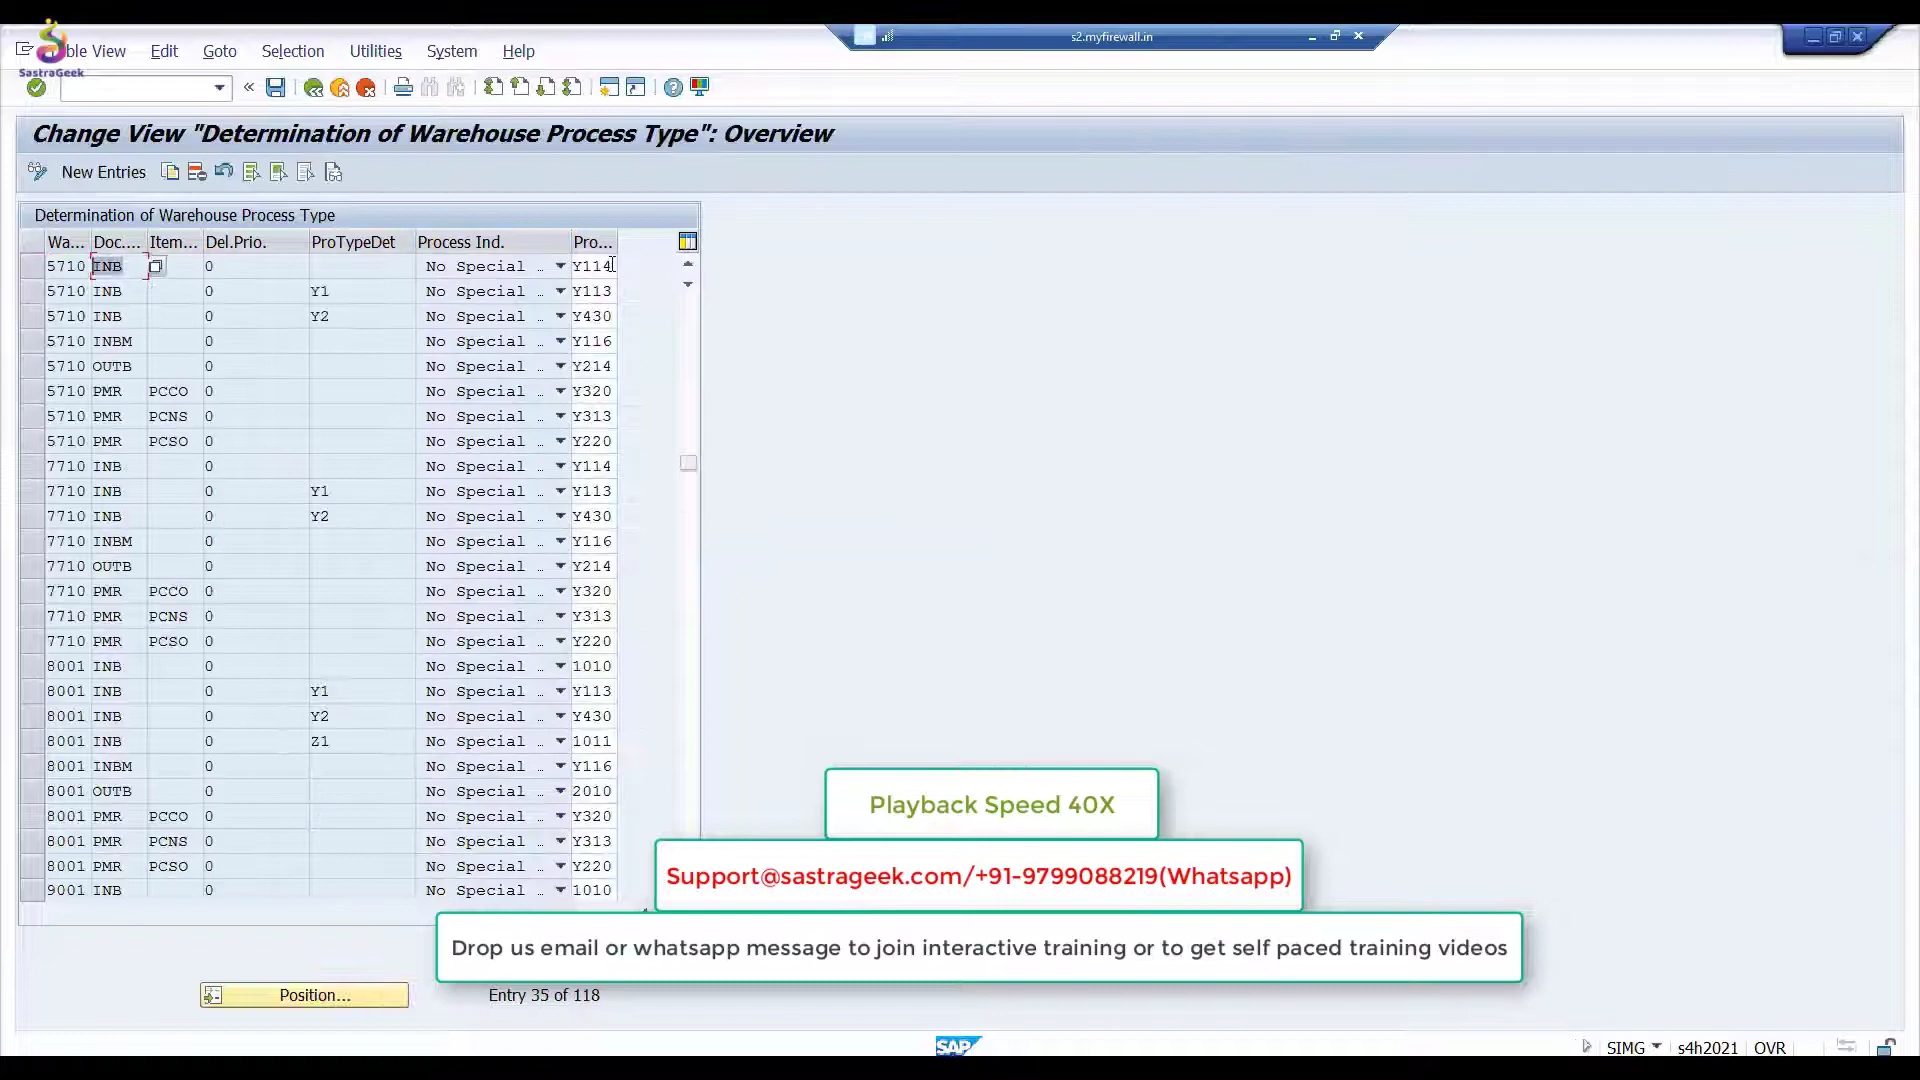 s2.myfirewall.in
ble View Edit Goto Selection Utilities System Help
SastraGeek
Change View "Determination of Warehouse Process Type": Overview
New Entries
Determination of Warehouse Process Type
Wa... Doc.... Item... Del.Prio. ProTypeDet Process Ind. Pro...
5710 INB 0 No Special .. Y114
5710 INB 0 Y1 No Special .. Y113
5710 INB 0 Y2 No Special .. Y430
5710 INBM 0 No Special .. Y116
5710 OUTB 0 No Special .. Y214
5710 PMR PCCO 0 No Special .. Y320
5710 PMR PCNS 0 No Special .. Y313
5710 PMR PCSO 0 No Special .. Y220
7710 INB 0 No Special .. Y114
7710 INB 0 Y1 No Special .. Y113
7710 INB 0 Y2 No Special .. Y430
7710 INBM 0 No Special .. Y116
7710 OUTB 0 No Special .. Y214
7710 PMR PCCO 0 No Special .. Y320
7710 PMR PCNS 0 No Special .. Y313
7710 PMR PCSO 0 No Special .. Y220
8001 INB 0 No Special .. 1010
8001 INB 0 Y1 No Special .. Y113
8001 INB 0 Y2 No Special .. Y430
8001 INB 0 Z1 No Special .. 1011
8001 INBM 0 No Special .. Y116
8001 OUTB 0 No Special .. 2010
8001 PMR PCCO 0 No Special .. Y320
8001 PMR PCNS 0 No Special .. Y313
8001 PMR PCSO 0 No Special .. Y220
9001 INB 0 No Special .. 1010
Playback Speed 40X
Support@sastrageek.com/+91-9799088219(Whatsapp)
Drop us email or whatsapp message to join interactive training or to get self paced training videos
Position... Entry 35 of 118
SAP SIMG s4h2021 OVR